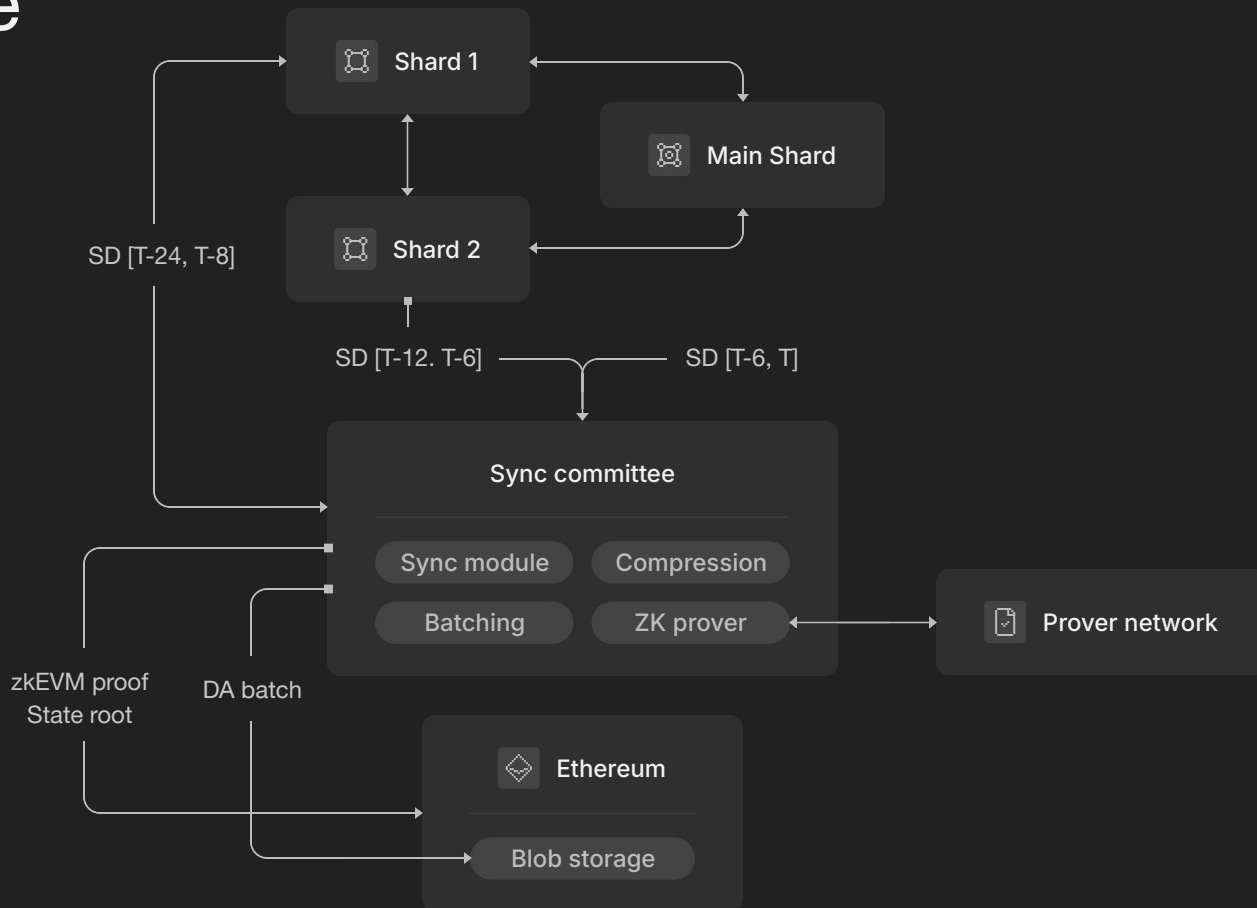 e
Shard 1
Main Shard
Shard 2
SD [T-24, T-8]
SD [T-12. T-6]
SD [T-6, T]
Sync committee
Sync module
Compression
Batching
ZK prover
Prover network
zkEVM proof
State root
DA batch
Ethereum
Blob storage